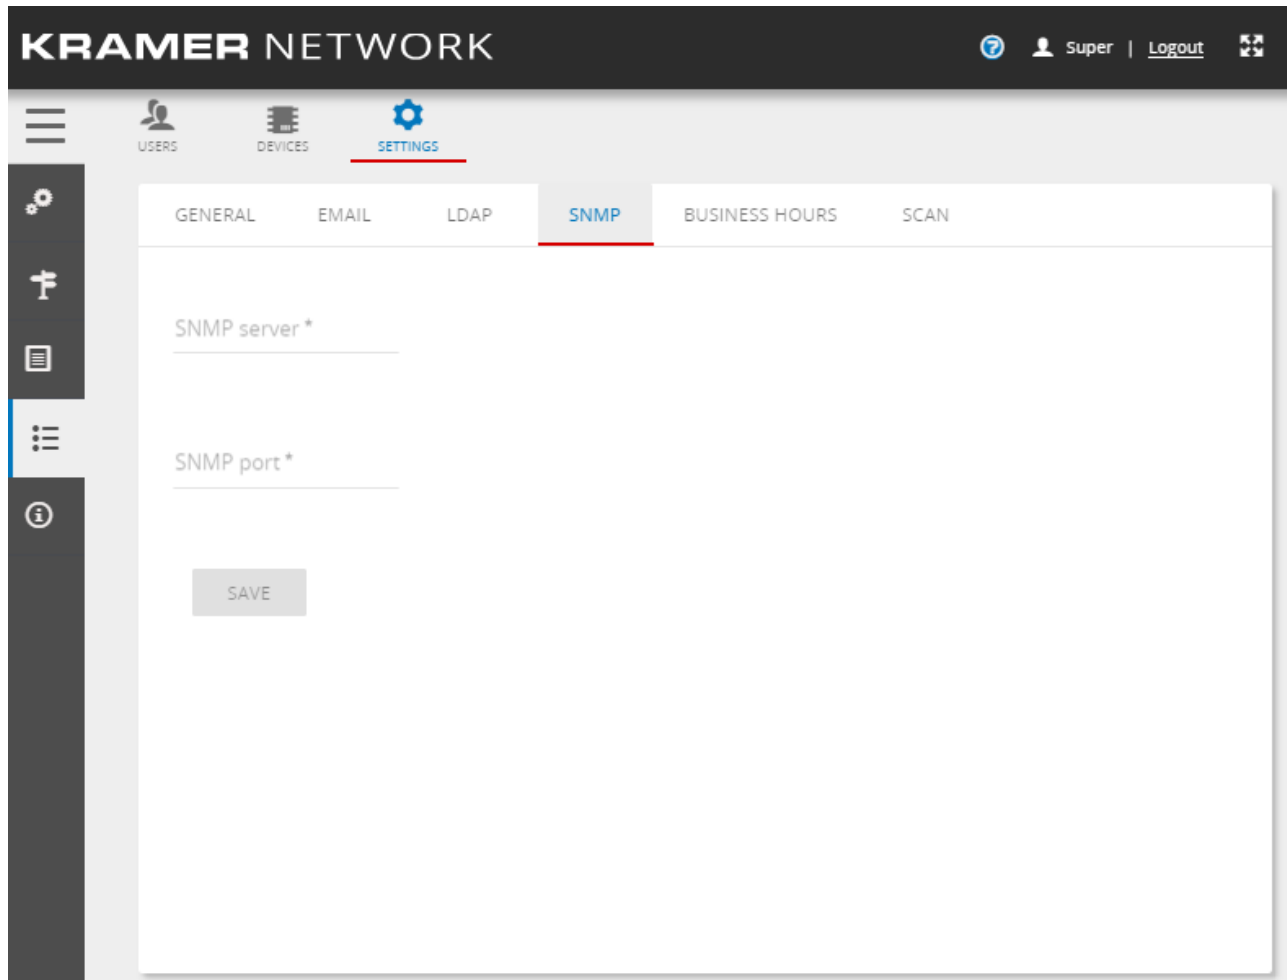 KRAMER NETWORK
Super | Logout
USERS DEVICES SETTINGS
GENERAL EMAIL LDAP SNMP BUSINESS HOURS SCAN
SNMP server *
SNMP port *
SAVE